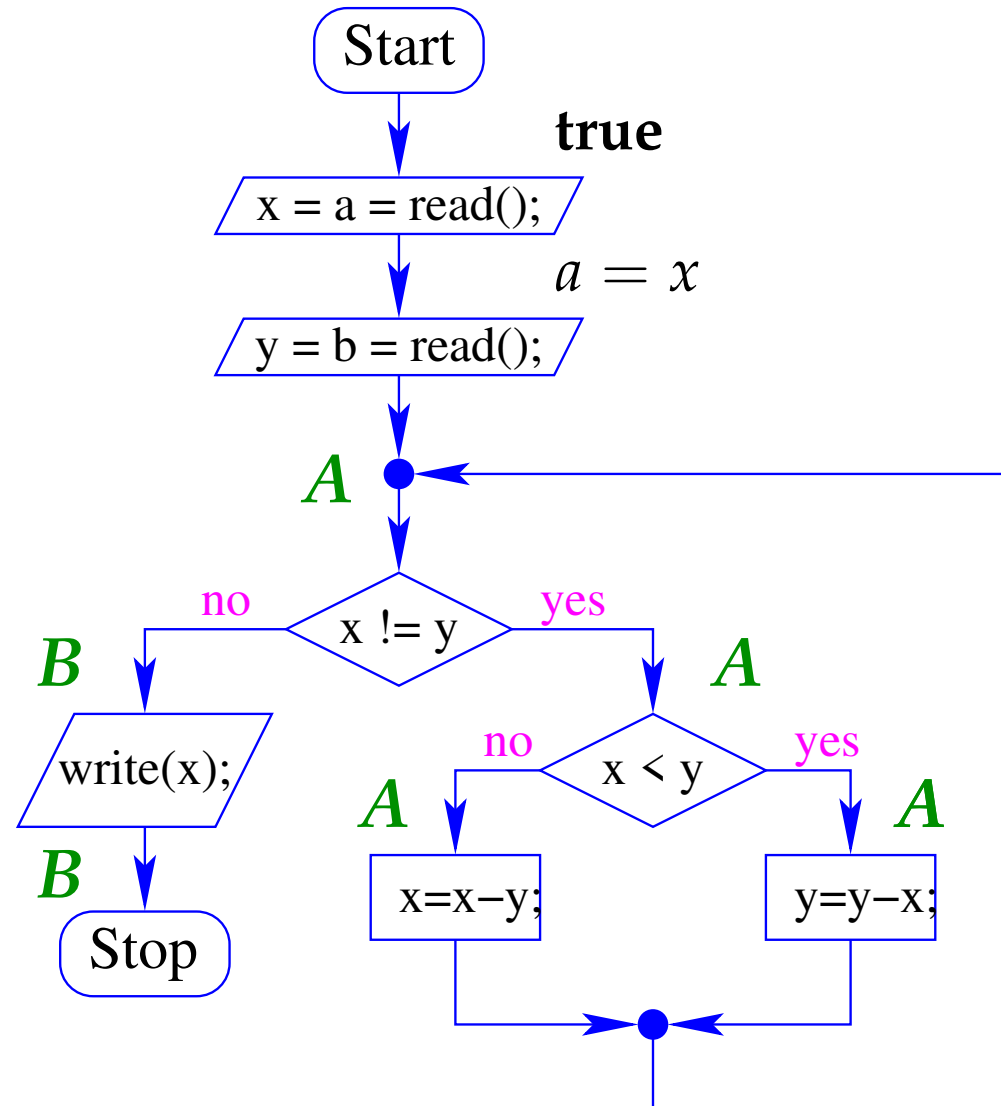 Start
true
x = a = read();
a = x
y = b = read();
A
no
yes
x != y
B
A
no
yes
write(x);
x < y
A
A
B
x=x−y;
y=y−x;
Stop